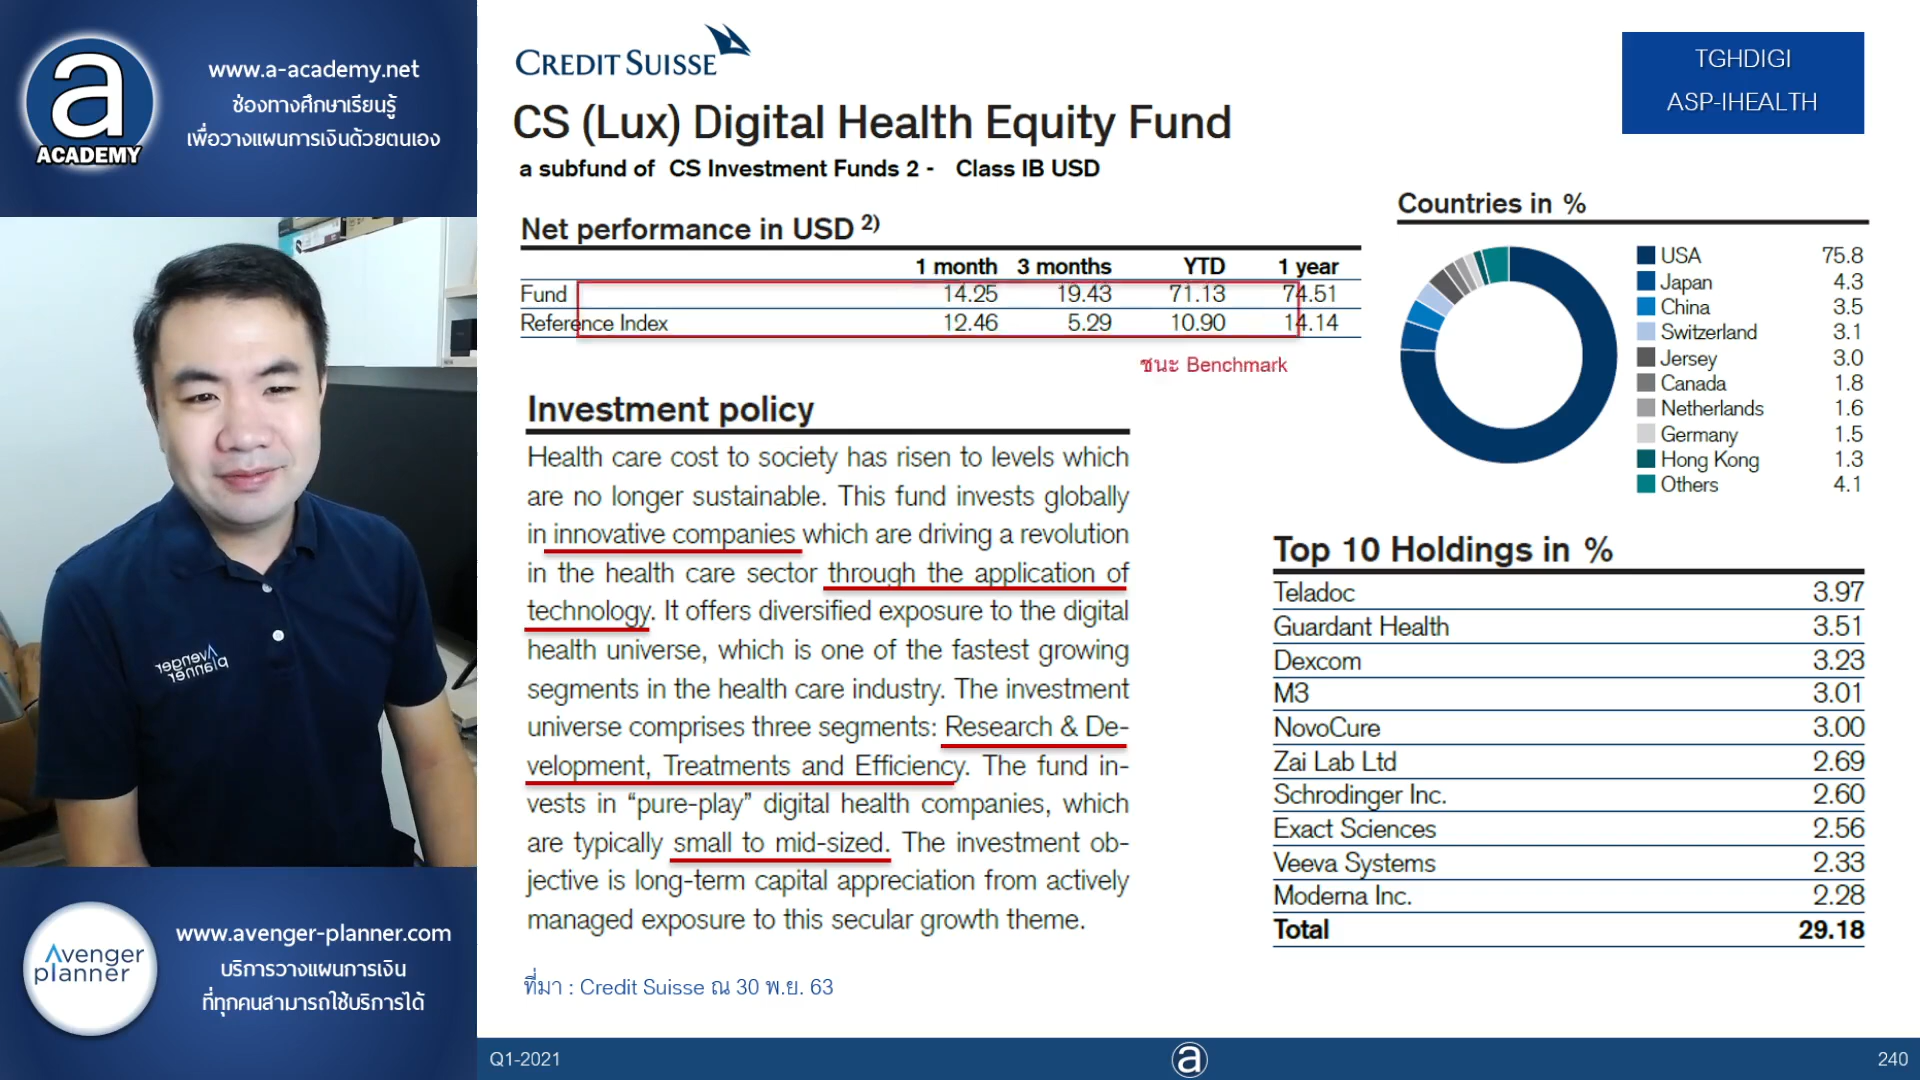 a
ACADEMY
www.a-academy.net
ช่องทางศึกษาเรียนรู้
เพื่อวางแผนการเงินด้วยตนเอง
Avenger
planner
Avenger
planner
www.avenger-planner.com
บริการวางแผนการเงิน
ที่ทุกคนสามารถใช้บริการได้
CREDIT SUISSE
TGHDIGI
ASP-IHEALTH
CS (Lux) Digital Health Equity Fund
a subfund of CS Investment Funds 2 - Class IB USD
Net performance in USD 2)
1 month 3 months YTD 1 year
Fund 14.25 19.43 71.13 74.51
Reference Index 12.46 5.29 10.90 14.14
ชนะ Benchmark
Investment policy
Health care cost to society has risen to levels which
are no longer sustainable. This fund invests globally
in innovative companies which are driving a revolution
in the health care sector through the application of
technology. It offers diversified exposure to the digital
health universe, which is one of the fastest growing
segments in the health care industry. The investment
universe comprises three segments: Research & De-
velopment, Treatments and Efficiency. The fund in-
vests in “pure-play” digital health companies, which
are typically small to mid-sized. The investment ob-
jective is long-term capital appreciation from actively
managed exposure to this secular growth theme.
ที่มา : Credit Suisse ณ 30 พ.ย. 63
Countries in %
USA 75.8
Japan 4.3
China 3.5
Switzerland 3.1
Jersey 3.0
Canada 1.8
Netherlands 1.6
Germany 1.5
Hong Kong 1.3
Others 4.1
Top 10 Holdings in %
Teladoc 3.97
Guardant Health 3.51
Dexcom 3.23
M3 3.01
NovoCure 3.00
Zai Lab Ltd 2.69
Schrodinger Inc. 2.60
Exact Sciences 2.56
Veeva Systems 2.33
Moderna Inc. 2.28
Total 29.18
Q1-2021
a
240